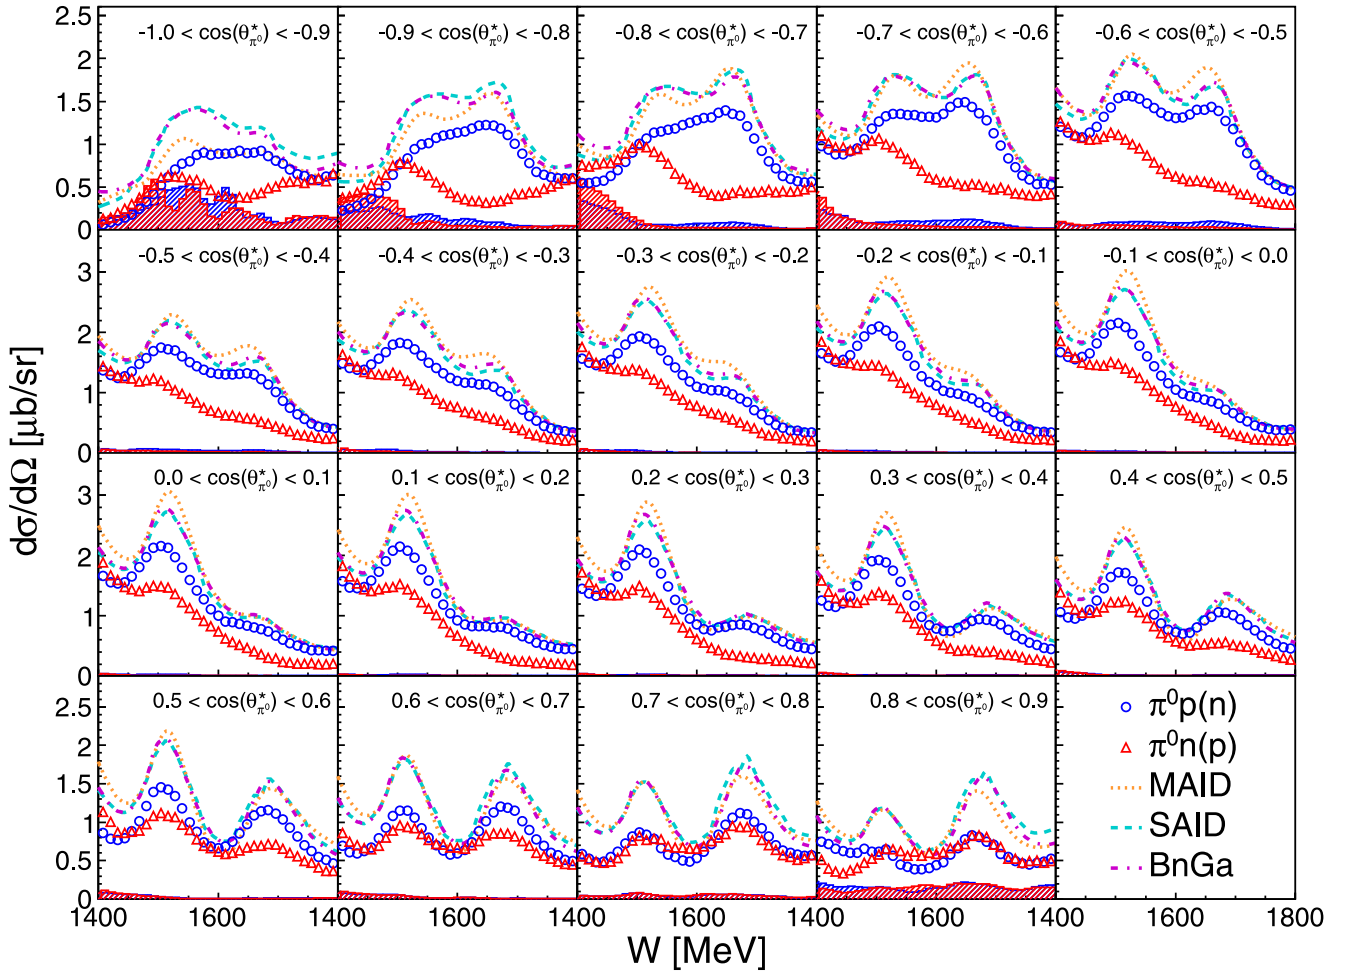 2.5
2
1.5
1
0.5
0
-1.0 < cos(θ*π⁰) < -0.9
-0.9 < cos(θ*π⁰) < -0.8
-0.8 < cos(θ*π⁰) < -0.7
-0.7 < cos(θ*π⁰) < -0.6
-0.6 < cos(θ*π⁰) < -0.5
3
2
1
0
-0.5 < cos(θ*π⁰) < -0.4
-0.4 < cos(θ*π⁰) < -0.3
-0.3 < cos(θ*π⁰) < -0.2
-0.2 < cos(θ*π⁰) < -0.1
-0.1 < cos(θ*π⁰) < 0.0
dσ/dΩ [μb/sr]
3
2
1
0
0.0 < cos(θ*π⁰) < 0.1
0.1 < cos(θ*π⁰) < 0.2
0.2 < cos(θ*π⁰) < 0.3
0.3 < cos(θ*π⁰) < 0.4
0.4 < cos(θ*π⁰) < 0.5
2.5
2
1.5
1
0.5
0
0.5 < cos(θ*π⁰) < 0.6
0.6 < cos(θ*π⁰) < 0.7
0.7 < cos(θ*π⁰) < 0.8
0.8 < cos(θ*π⁰) < 0.9
π⁰p(n)
π⁰n(p)
MAID
SAID
BnGa
1400 1600 1400 1600 1400 1600 1400 1600 1400 1600 1800
W [MeV]